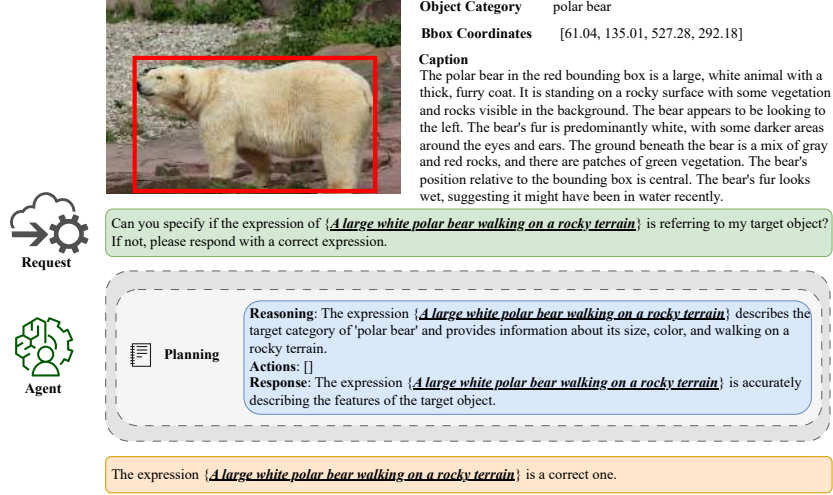 Object Category polar bear
Bbox Coordinates [61.04, 135.01, 527.28, 292.18]
Caption
The polar bear in the red bounding box is a large, white animal with a
thick, furry coat. It is standing on a rocky surface with some vegetation
and rocks visible in the background. The bear appears to be looking to
the left. The bear's fur is predominantly white, with some darker areas
around the eyes and ears. The ground beneath the bear is a mix of gray
and red rocks, and there are patches of green vegetation. The bear's
position relative to the bounding box is central. The bear's fur looks
wet, suggesting it might have been in water recently.
Request
Can you specify if the expression of {A large white polar bear walking on a rocky terrain} is referring to my target object?
If not, please respond with a correct expression.
Agent
Planning
Reasoning: The expression {A large white polar bear walking on a rocky terrain} describes the
target category of 'polar bear' and provides information about its size, color, and walking on a
rocky terrain.
Actions: []
Response: The expression {A large white polar bear walking on a rocky terrain} is accurately
describing the features of the target object.
The expression {A large white polar bear walking on a rocky terrain} is a correct one.